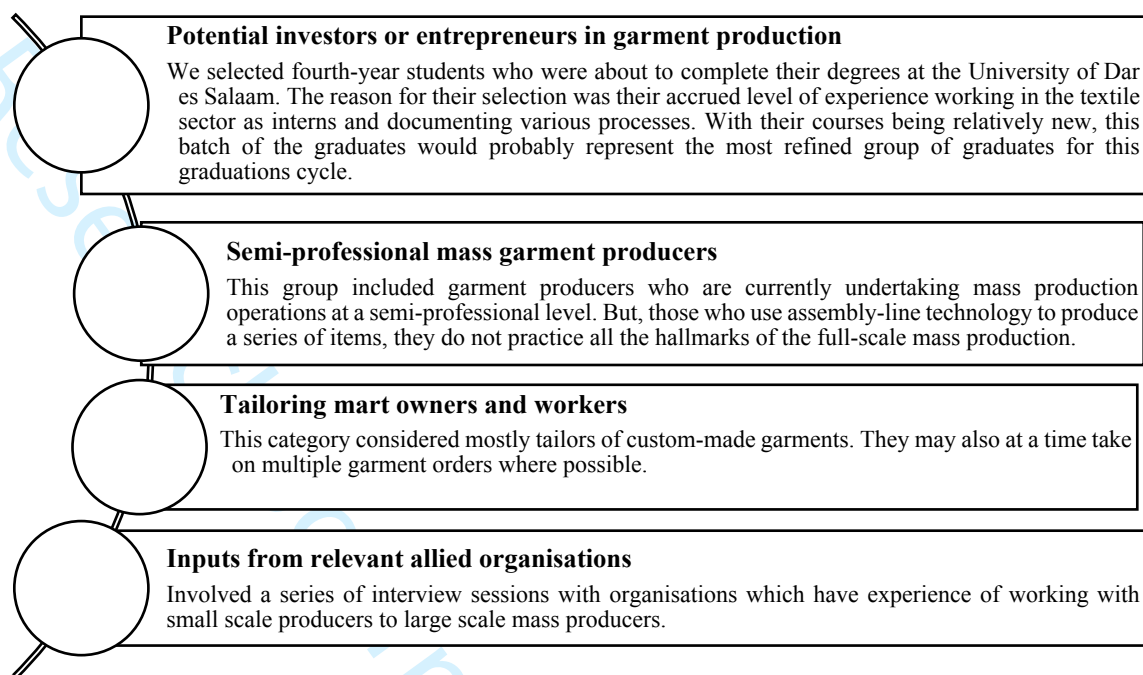 Potential investors or entrepreneurs in garment production
We selected fourth-year students who were about to complete their degrees at the University of Dar
es Salaam. The reason for their selection was their accrued level of experience working in the textile
sector as interns and documenting various processes. With their courses being relatively new, this
batch of the graduates would probably represent the most refined group of graduates for this
graduations cycle.
Semi-professional mass garment producers
This group included garment producers who are currently undertaking mass production
operations at a semi-professional level. But, those who use assembly-line technology to produce
a series of items, they do not practice all the hallmarks of the full-scale mass production.
Tailoring mart owners and workers
This category considered mostly tailors of custom-made garments. They may also at a time take
on multiple garment orders where possible.
Inputs from relevant allied organisations
Involved a series of interview sessions with organisations which have experience of working with
small scale producers to large scale mass producers.